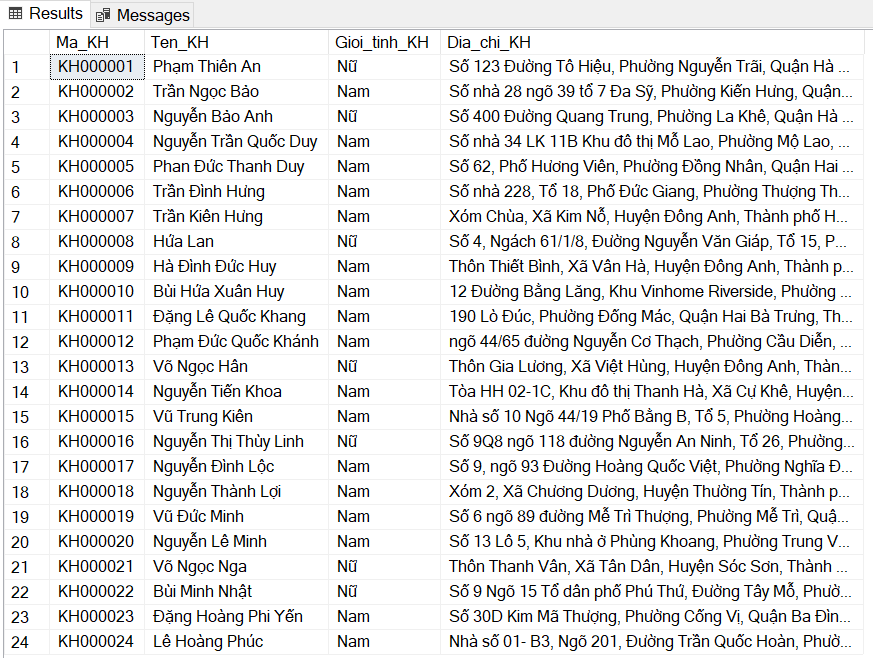 Results Messages
Ma_KH Ten_KH Gioi_tinh_KH Dia_chi_KH
1 KH000001 Phạm Thiên An Nữ Số 123 Đường Tô Hiệu, Phường Nguyễn Trãi, Quận Hà ...
2 KH000002 Trần Ngọc Bảo Nam Số nhà 28 ngõ 39 tổ 7 Đa Sỹ, Phường Kiến Hưng, Quận...
3 KH000003 Nguyễn Bảo Anh Nữ Số 400 Đường Quang Trung, Phường La Khê, Quận Hà ...
4 KH000004 Nguyễn Trần Quốc Duy Nam Số nhà 34 LK 11B Khu đô thị Mỗ Lao, Phường Mộ Lao, ...
5 KH000005 Phan Đức Thanh Duy Nam Số 62, Phố Hương Viên, Phường Đồng Nhân, Quận Hai ...
6 KH000006 Trần Đình Hưng Nam Số nhà 228, Tổ 18, Phố Đức Giang, Phường Thượng Th...
7 KH000007 Trần Kiên Hưng Nam Xóm Chùa, Xã Kim Nỗ, Huyện Đông Anh, Thành phố H...
8 KH000008 Hứa Lan Nữ Số 4, Ngách 61/1/8, Đường Nguyễn Văn Giáp, Tổ 15, P...
9 KH000009 Hà Đình Đức Huy Nam Thôn Thiết Bình, Xã Vân Hà, Huyện Đông Anh, Thành p...
10 KH000010 Bùi Hứa Xuân Huy Nam 12 Đường Bằng Lăng, Khu Vinhome Riverside, Phường ...
11 KH000011 Đặng Lê Quốc Khang Nam 190 Lò Đúc, Phường Đống Mác, Quận Hai Bà Trưng, Th...
12 KH000012 Phạm Đức Quốc Khánh Nam ngõ 44/65 đường Nguyễn Cơ Thạch, Phường Cầu Diễn, ...
13 KH000013 Võ Ngọc Hân Nữ Thôn Gia Lương, Xã Việt Hùng, Huyện Đông Anh, Thàn...
14 KH000014 Nguyễn Tiến Khoa Nam Tòa HH 02-1C, Khu đô thị Thanh Hà, Xã Cự Khê, Huyện...
15 KH000015 Vũ Trung Kiên Nam Nhà số 10 Ngõ 44/19 Phố Bằng B, Tổ 5, Phường Hoàng...
16 KH000016 Nguyễn Thị Thùy Linh Nữ Số 9Q8 ngõ 118 đường Nguyễn An Ninh, Tổ 26, Phường...
17 KH000017 Nguyễn Đình Lộc Nam Số 9, ngõ 93 Đường Hoàng Quốc Việt, Phường Nghĩa Đ...
18 KH000018 Nguyễn Thành Lợi Nam Xóm 2, Xã Chương Dương, Huyện Thường Tín, Thành p...
19 KH000019 Vũ Đức Minh Nam Số 6 ngõ 89 đường Mễ Trì Thượng, Phường Mễ Trì, Quậ...
20 KH000020 Nguyễn Lê Minh Nam Số 13 Lô 5, Khu nhà ở Phùng Khoang, Phường Trung V...
21 KH000021 Võ Ngọc Nga Nữ Thôn Thanh Vân, Xã Tân Dân, Huyện Sóc Sơn, Thành ...
22 KH000022 Bùi Minh Nhật Nữ Số 9 Ngõ 15 Tổ dân phố Phú Thứ, Đường Tây Mỗ, Phườ...
23 KH000023 Đặng Hoàng Phi Yến Nam Số 30D Kim Mã Thượng, Phường Cống Vị, Quận Ba Đìn...
24 KH000024 Lê Hoàng Phúc Nam Nhà số 01- B3, Ngõ 201, Đường Trần Quốc Hoàn, Phườ...